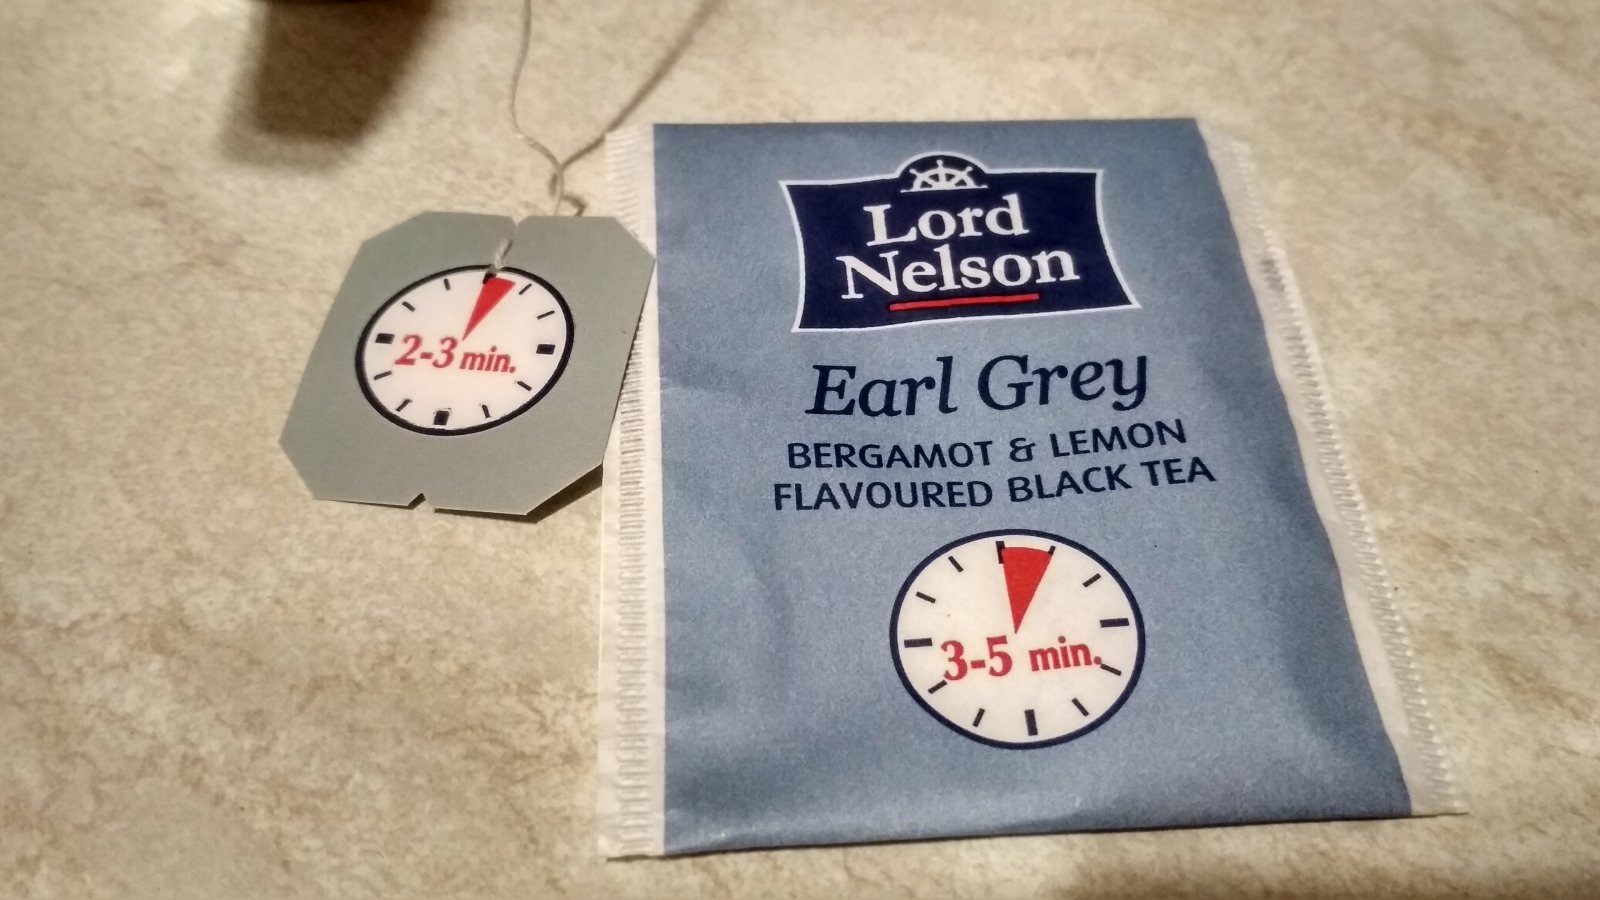 2-3 min.
Lord
Nelson
Earl Grey
BERGAMOT & LEMON
FLAVOURED BLACK TEA
3-5 min.